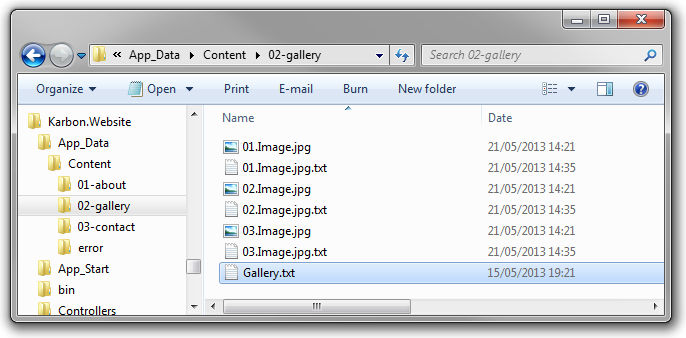 « App_Data Content 02-gallery Search 02-gallery
Organize Open Print E-mail Burn New folder
Karbon.Website
App_Data
Content
01-about
02-gallery
03-contact
error
App_Start
bin
Controllers
Name Date
01.Image.jpg 21/05/2013 14:21
01.Image.jpg.txt 21/05/2013 14:35
02.Image.jpg 21/05/2013 14:21
02.Image.jpg.txt 21/05/2013 14:35
03.Image.jpg 21/05/2013 14:21
03.Image.jpg.txt 21/05/2013 14:35
Gallery.txt 15/05/2013 19:21